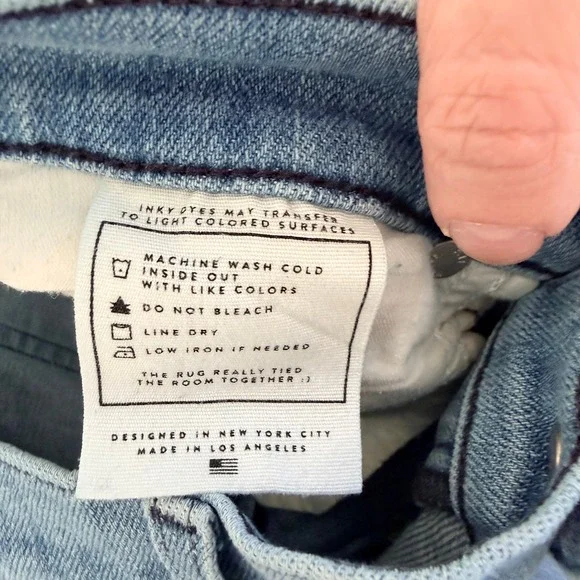 INKY DYES MAY TRANSFER
TO LIGHT COLORED SURFACES
MACHINE WASH COLD
INSIDE OUT
WITH LIKE COLORS
DO NOT BLEACH
LINE DRY
LOW IRON IF NEEDED
THE RUG REALLY TIED
THE ROOM TOGETHER :)
DESIGNED IN NEW YORK CITY
MADE IN LOS ANGELES